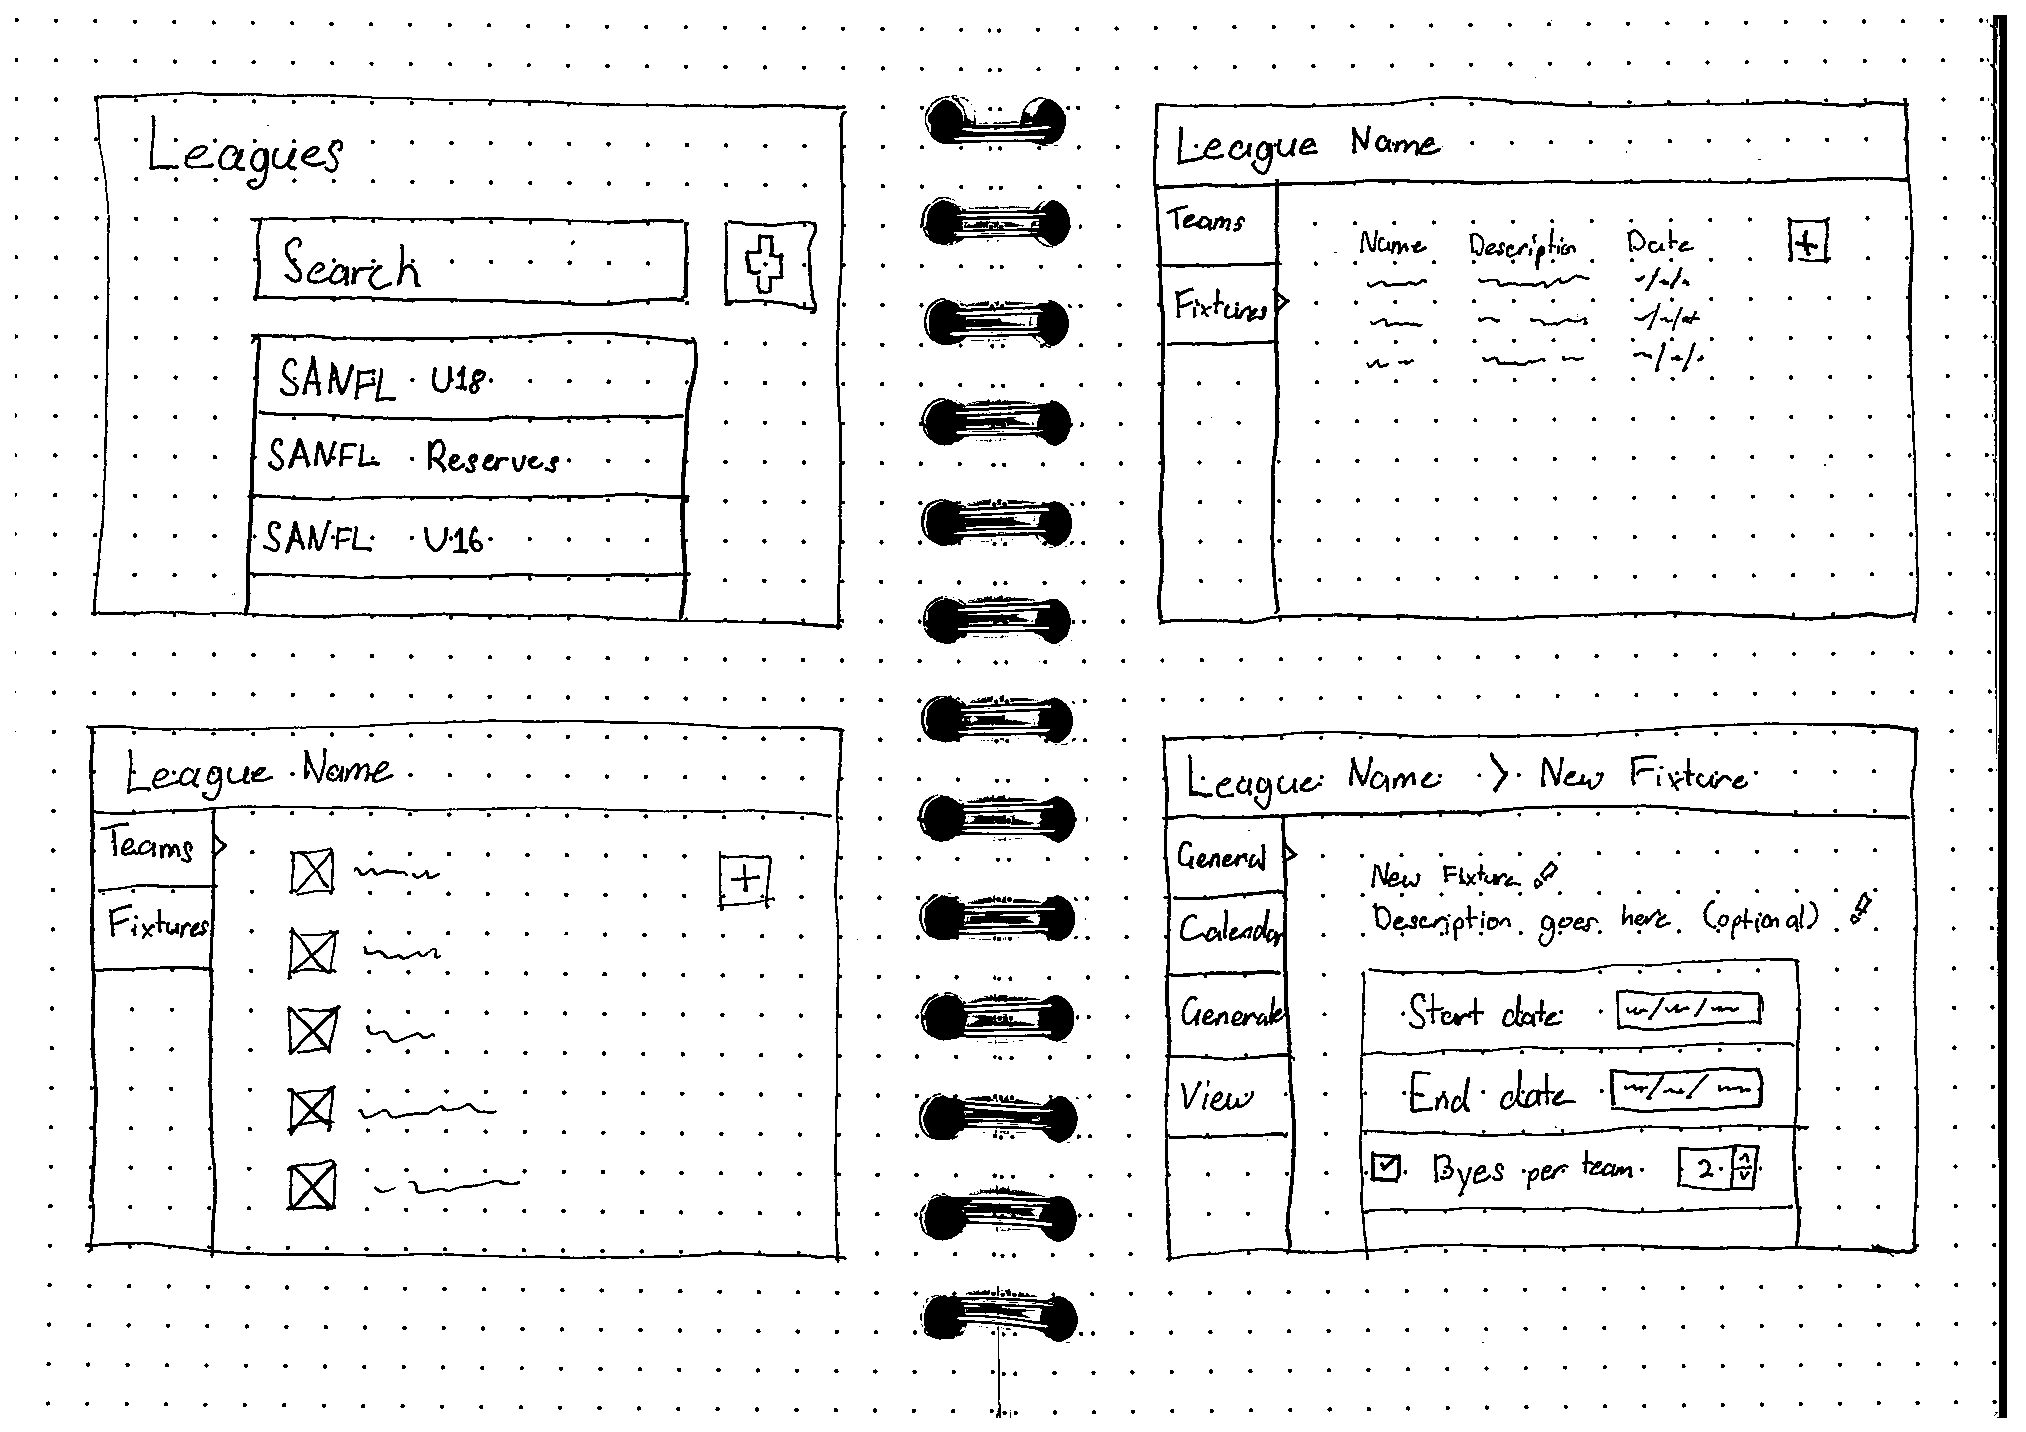 Leagues
Search
SANFL U18
SANFL Reserves
SANFL U16
League Name
Teams
Fixtures
League Name
Teams
Fixtures
Name Description Date
League Name > New Fixture
General
Calendar
Generate
View
New Fixture
Description goes here (optional)
Start date
End date
Byes per team 2